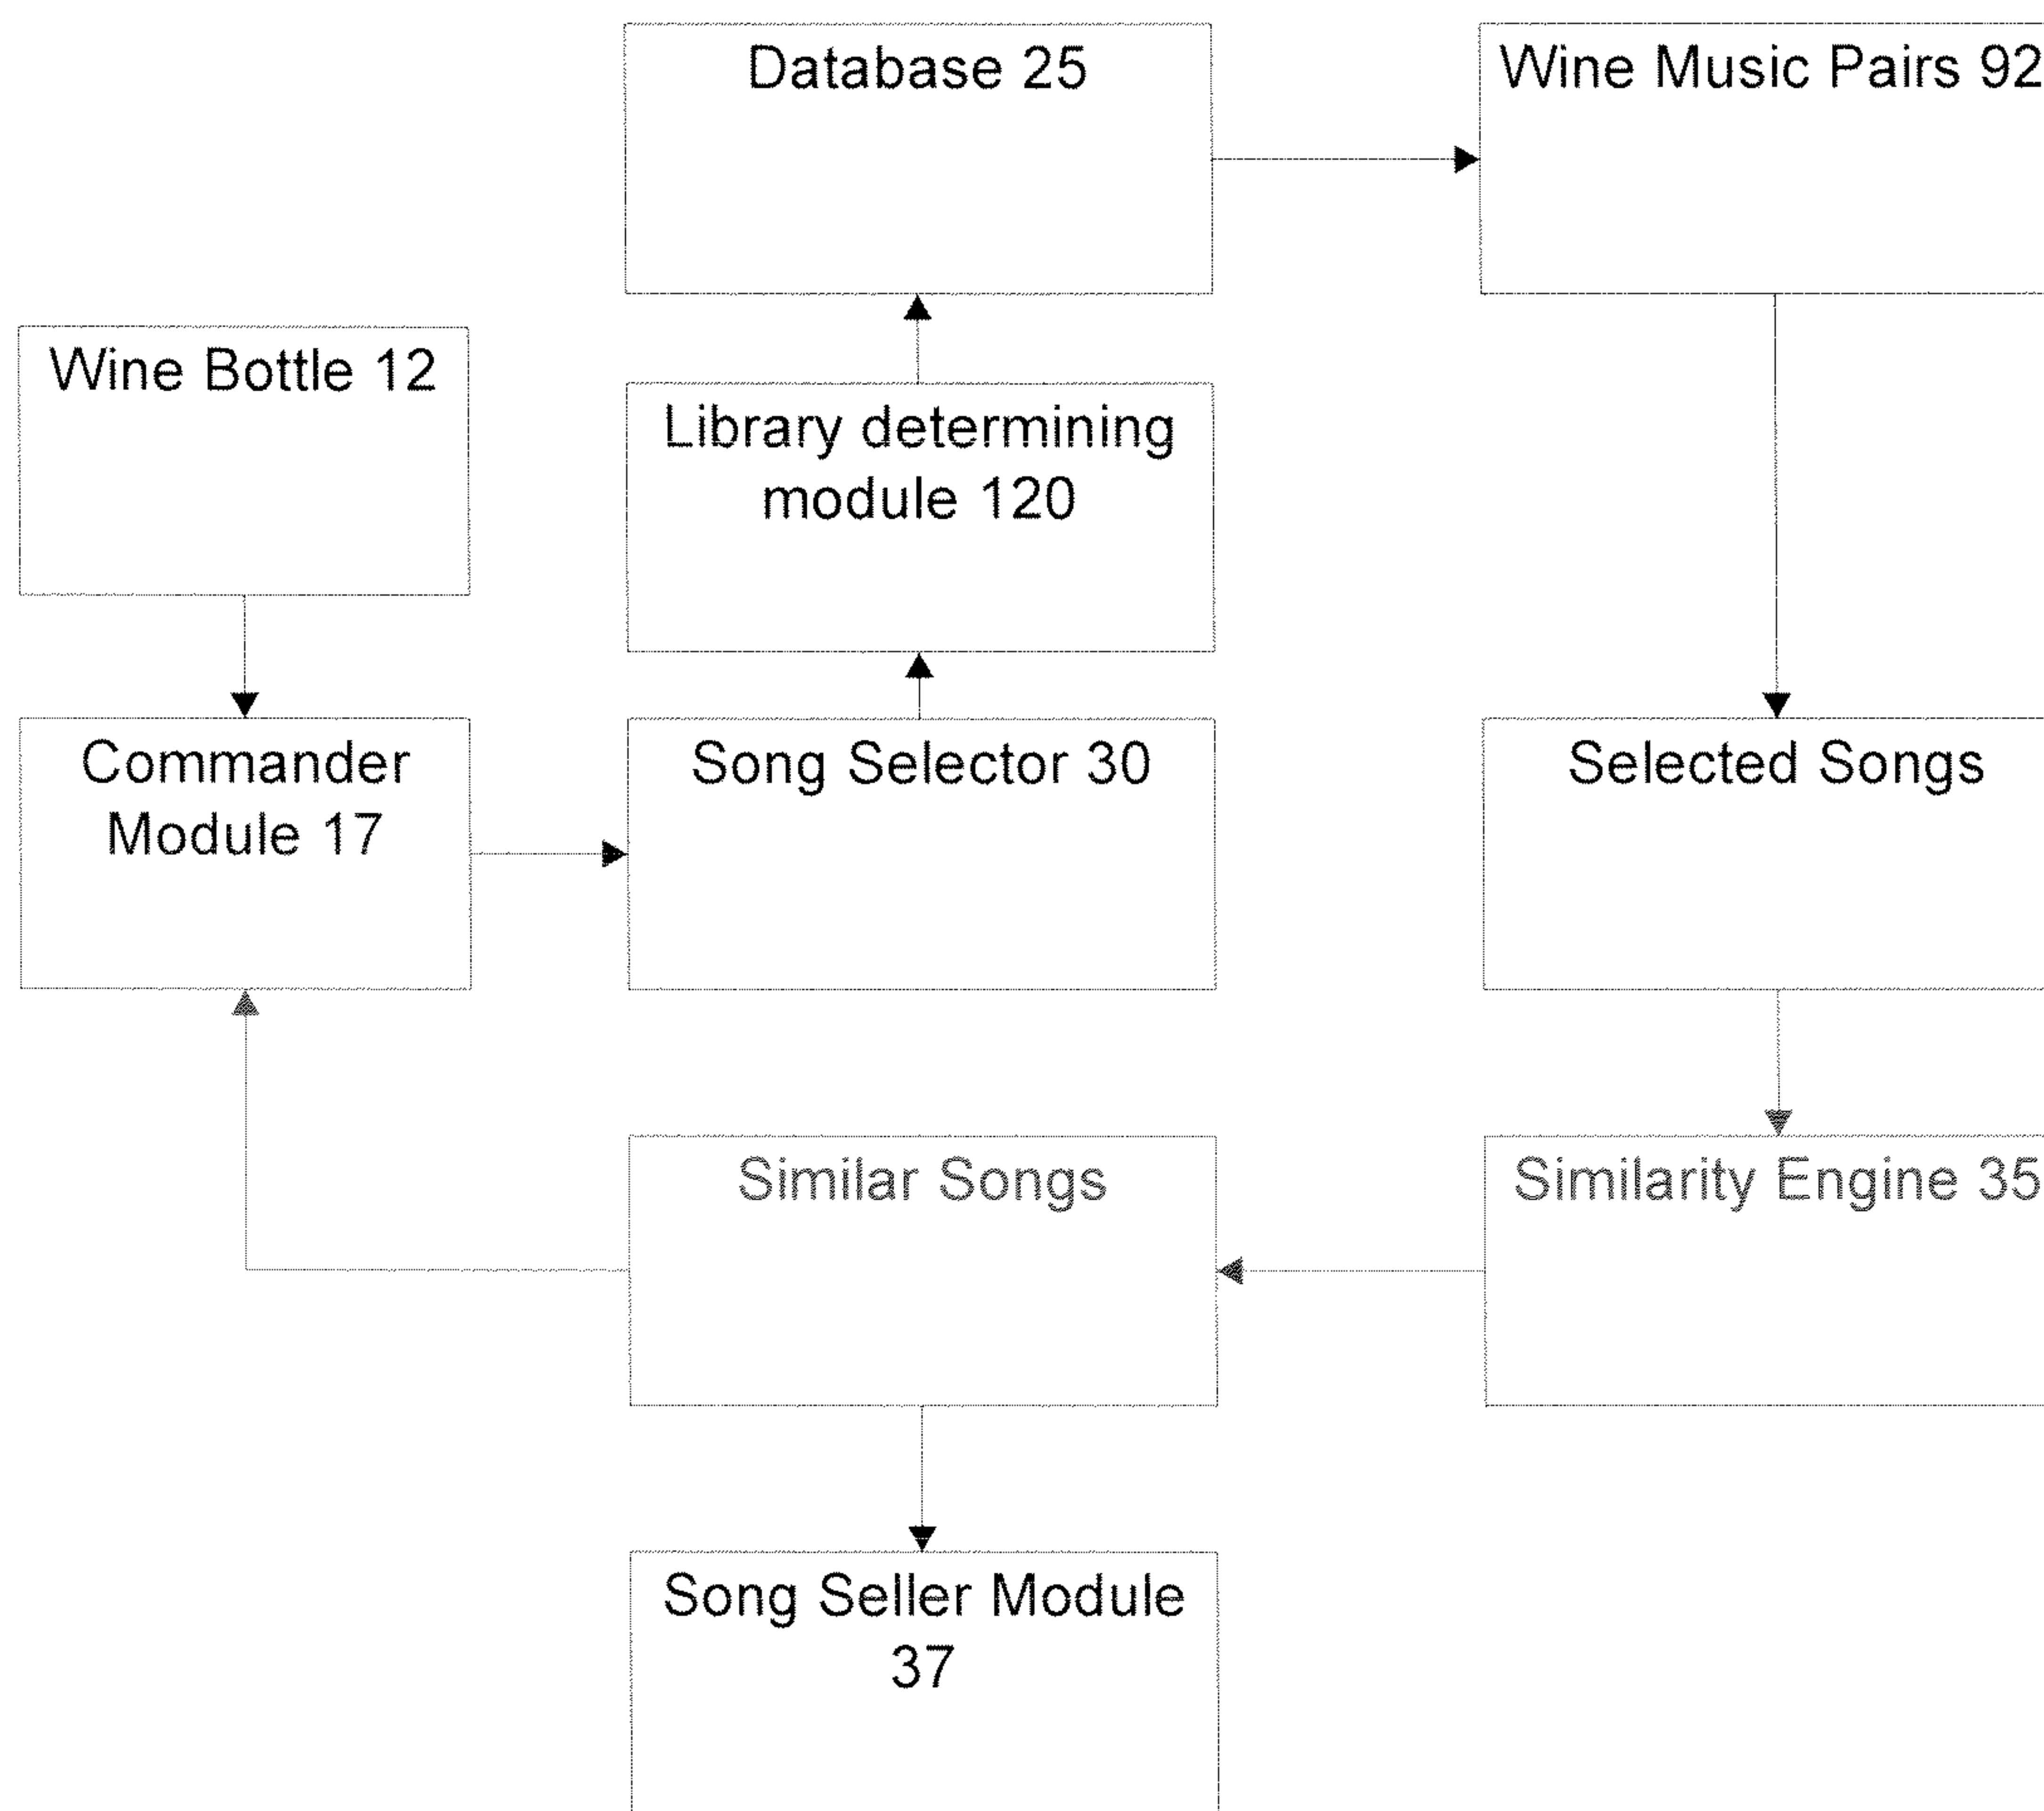 Database 25
Wine Music Pairs 92
Wine Bottle 12
Library determining
module 120
Commander
Module 17
Song Selector 30
Selected Songs
Similar Songs
Similarity Engine 35
Song Seller Module
37